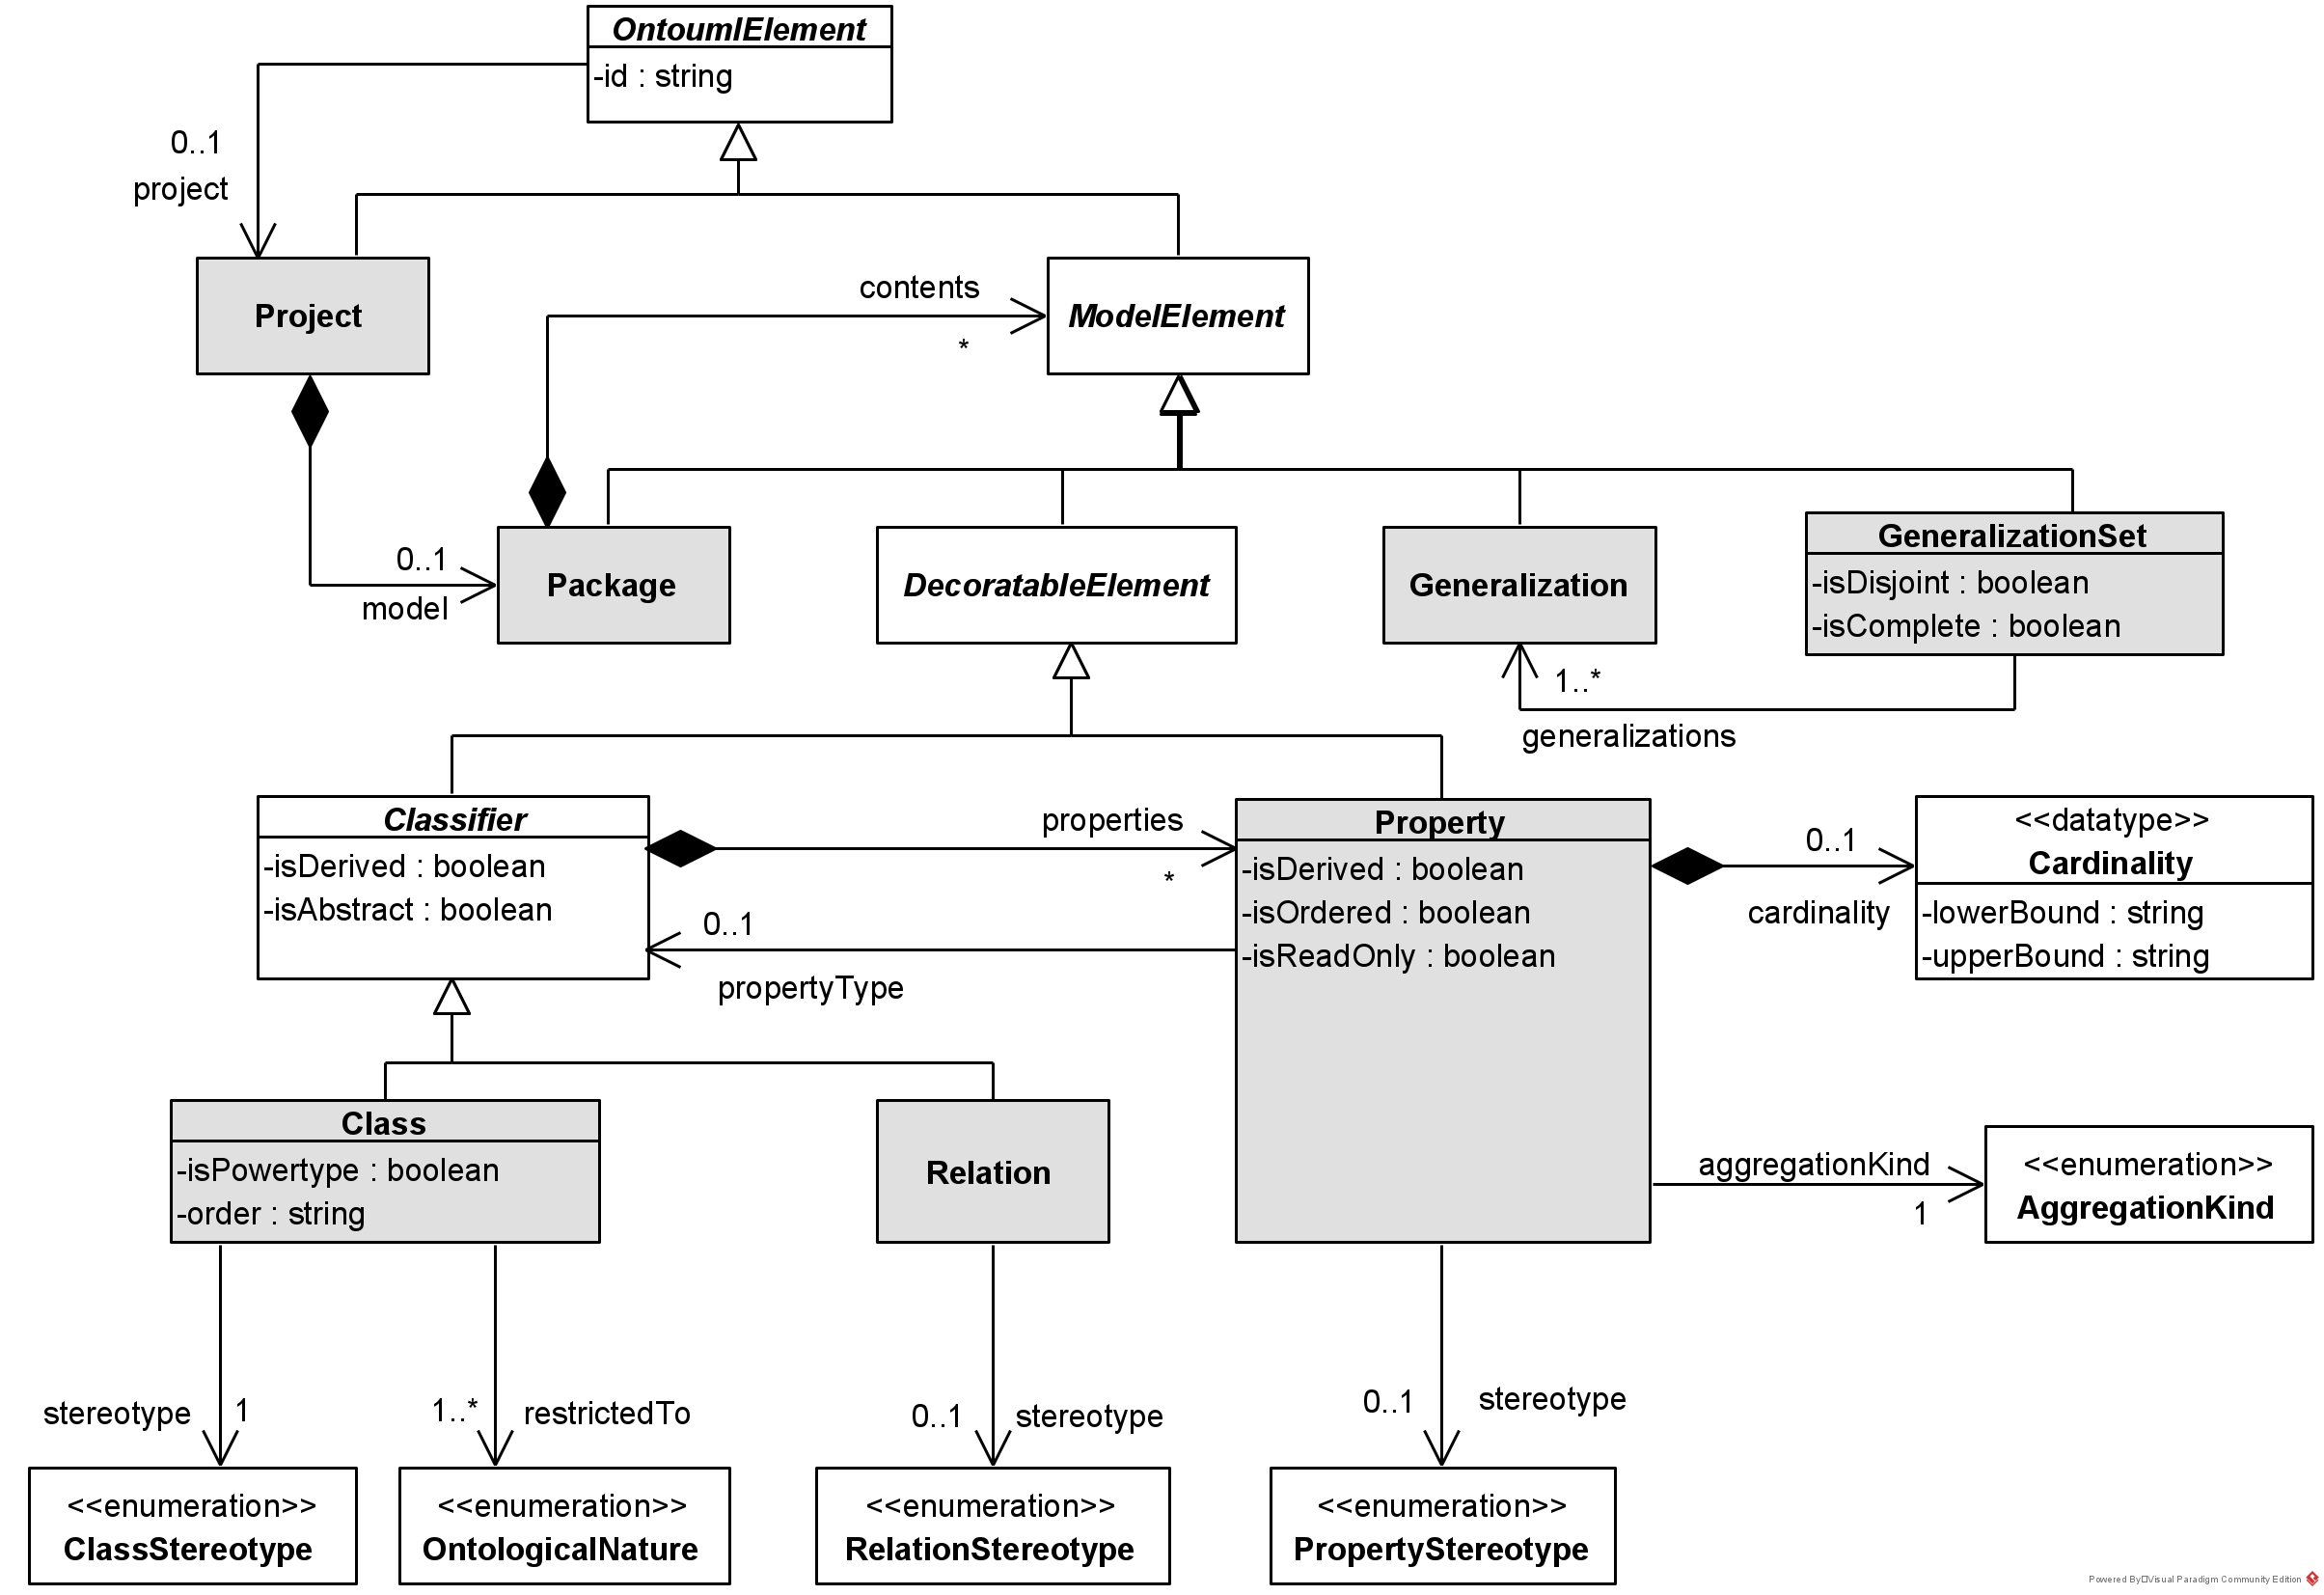 OntoumlElement
-id : string
0..1
project
Project
contents
*
ModelElement
0..1
model
Package
DecoratableElement
Generalization
GeneralizationSet
-isDisjoint : boolean
-isComplete : boolean
1..*
generalizations
Classifier
-isDerived : boolean
-isAbstract : boolean
properties
*
0..1
propertyType
Property
-isDerived : boolean
-isOrdered : boolean
-isReadOnly : boolean
0..1
cardinality
<<datatype>>
Cardinality
-lowerBound : string
-upperBound : string
Class
-isPowertype : boolean
-order : string
Relation
aggregationKind
1
<<enumeration>>
AggregationKind
stereotype
1
1..*
restrictedTo
0..1
stereotype
0..1
stereotype
<<enumeration>>
ClassStereotype
<<enumeration>>
OntologicalNature
<<enumeration>>
RelationStereotype
<<enumeration>>
PropertyStereotype
Powered By Visual Paradigm Community Edition